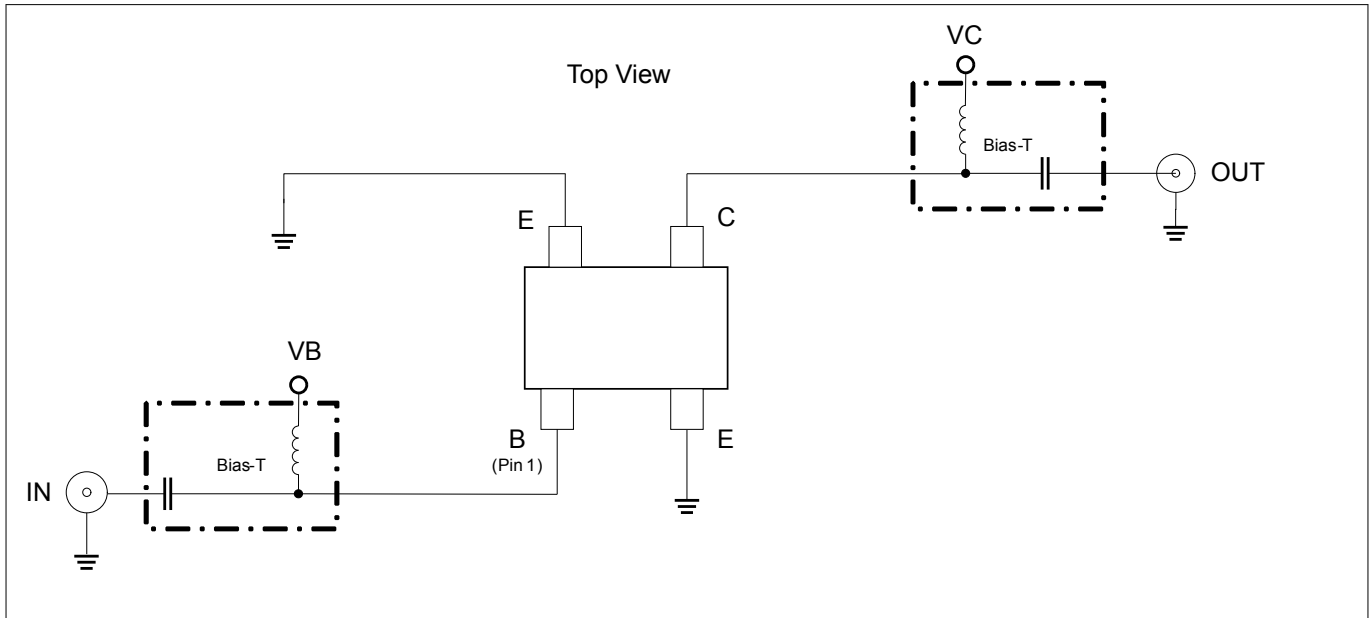 VC
Top View
Bias-T
OUT
E
C
VB
B
(Pin 1)
E
Bias-T
IN